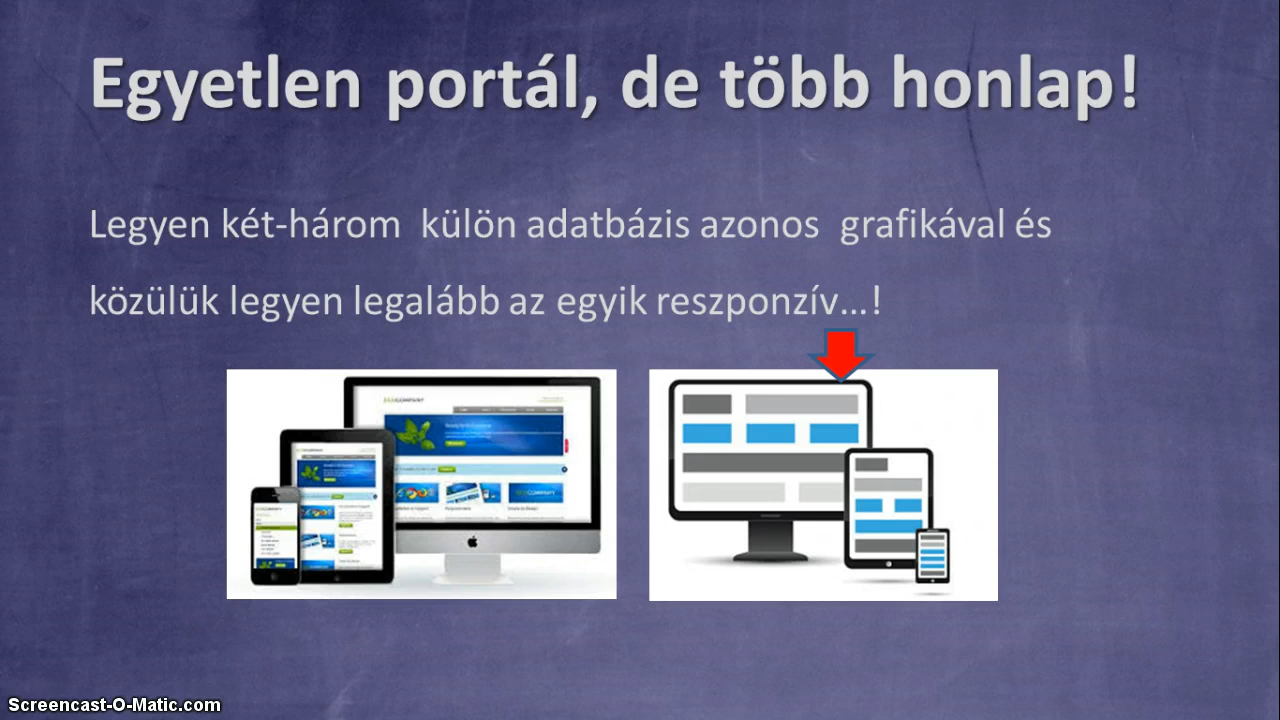 Egyetlen portál, de több honlap!
Legyen két-három külön adatbázis azonos grafikával és
közülük legyen legalább az egyik reszponzív...!
Screencast-O-Matic.com